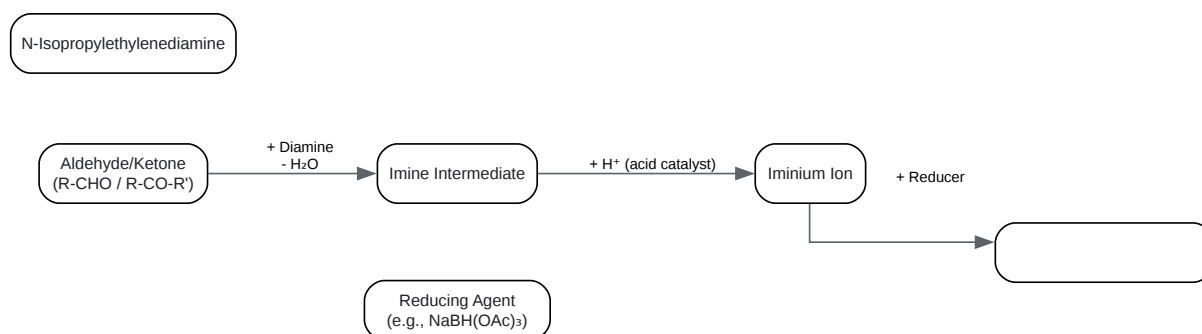 N-Isopropylethylenediamine
Aldehyde/Ketone
(R-CHO / R-CO-R')
+ Diamine
- H₂O
Imine Intermediate
+ H⁺ (acid catalyst)
Iminium Ion
+ Reducer
Reducing Agent
(e.g., NaBH(OAc)₃)